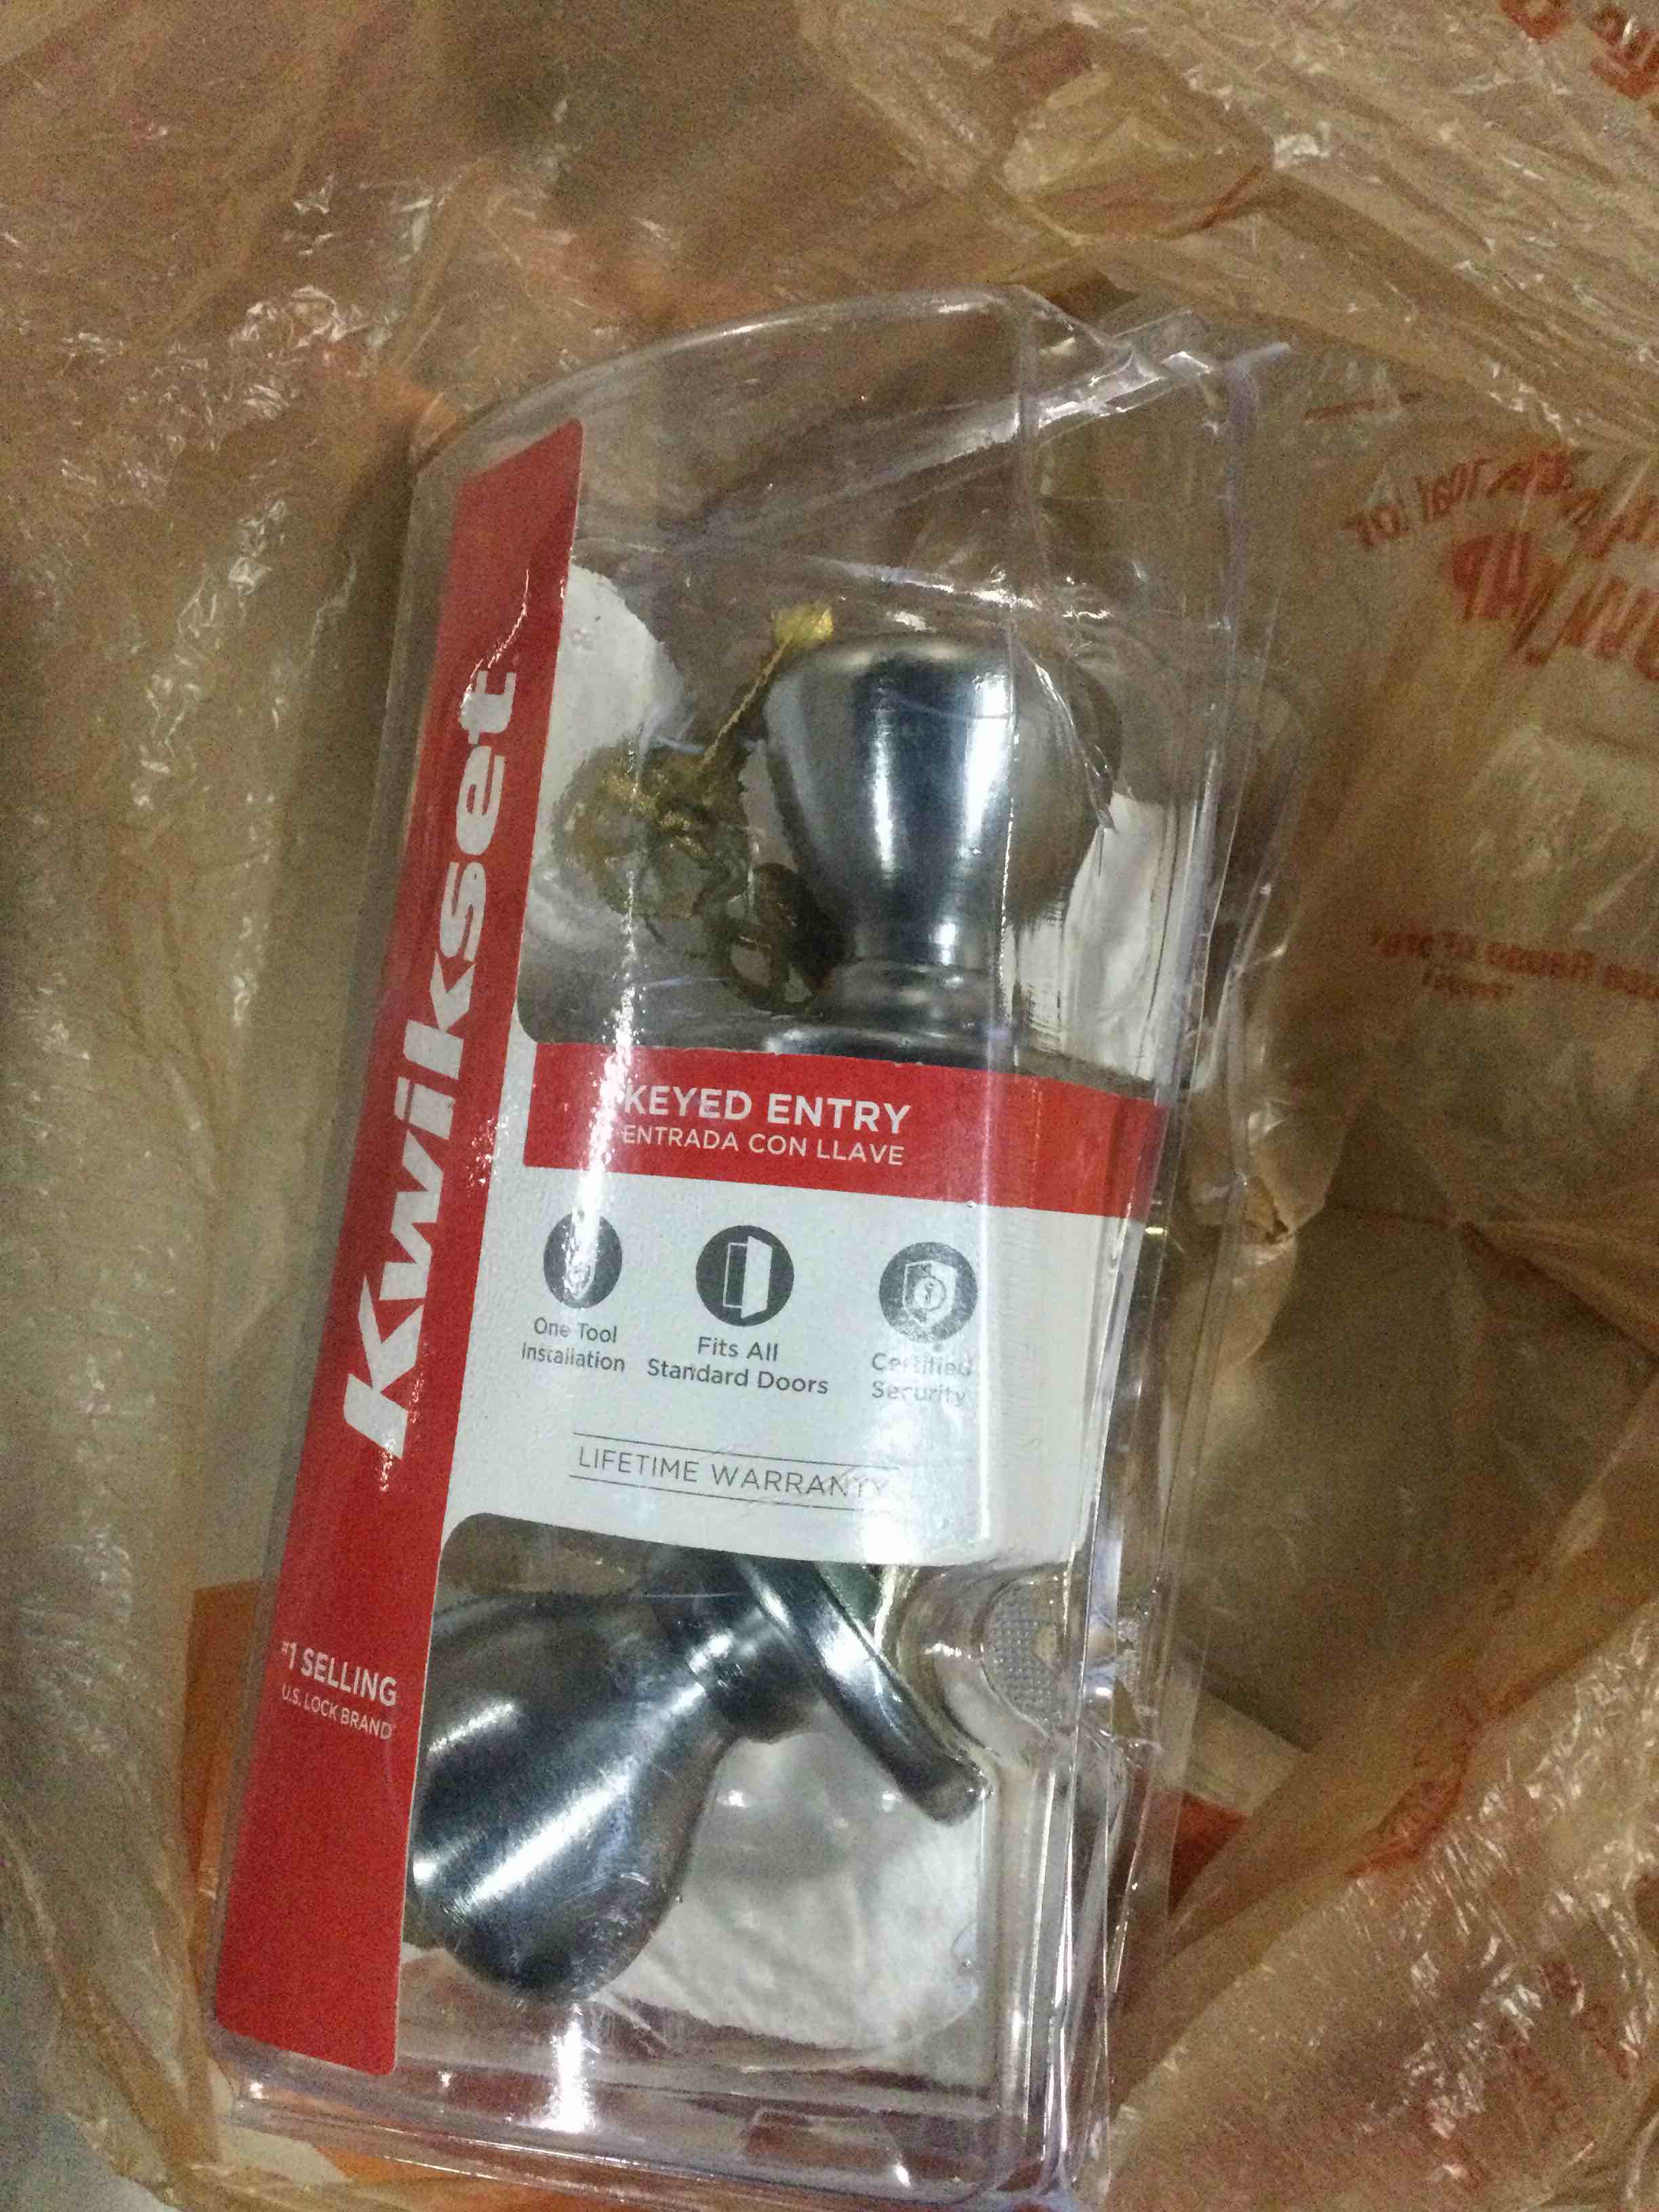 Kwikset
KEYED ENTRY
ENTRADA CON LLAVE
One Tool
Installation
Fits All
Standard Doors
Certified
Security
LIFETIME WARRANTY
#1 SELLING
U.S. LOCK BRAND